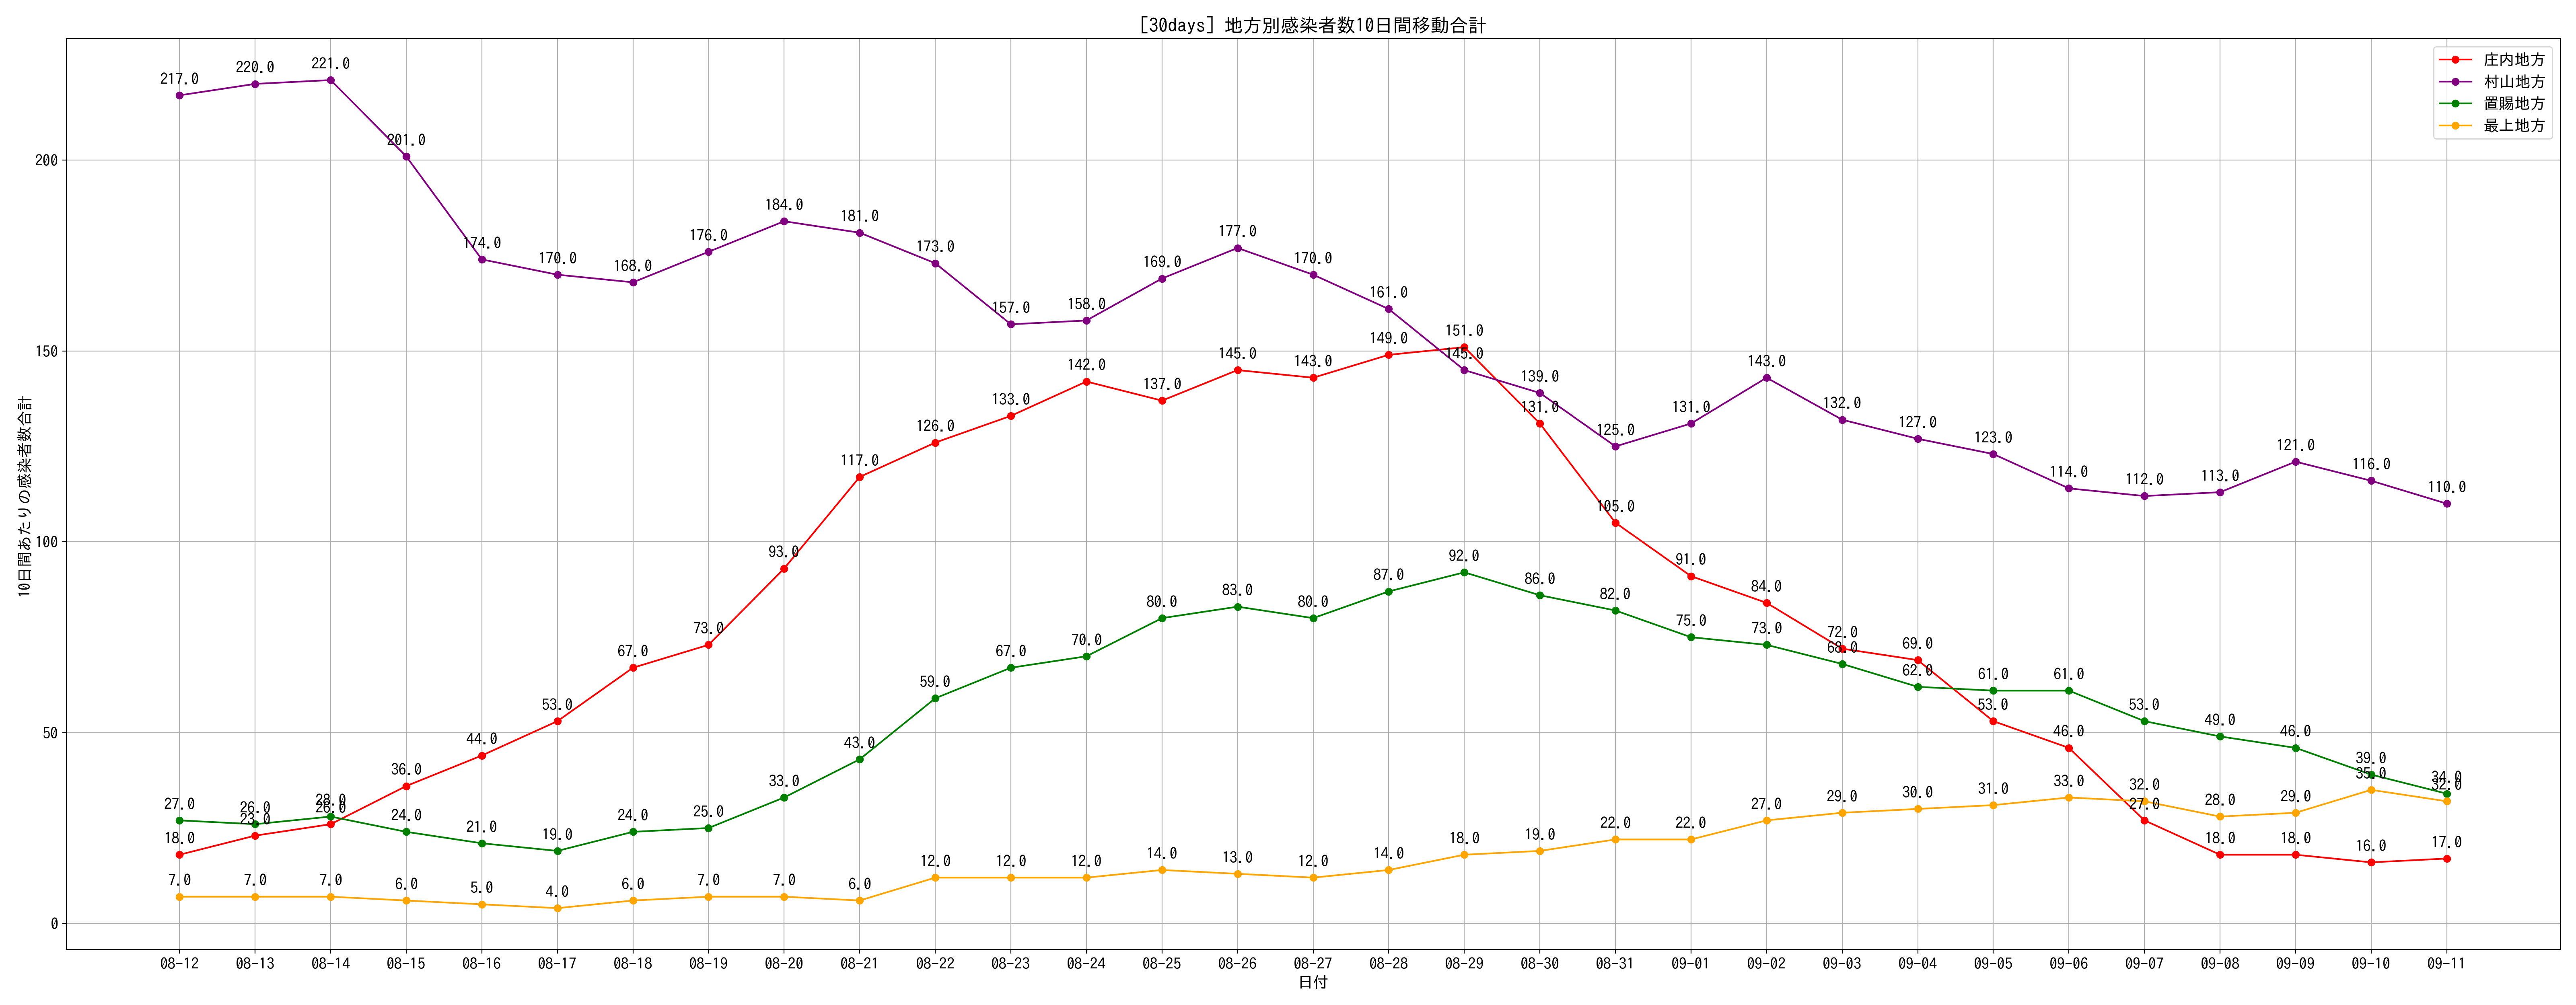 [30days] 地方別感染者数10日間移動合計
庄内地方
村山地方
置賜地方
最上地方
10日間あたりの感染者数合計
200
150
100
50
0
217.0 220.0 221.0 201.0 174.0 170.0 168.0 176.0 184.0 181.0 173.0 157.0 158.0 169.0 177.0 170.0 161.0 145.0 139.0 125.0 131.0 143.0 132.0 127.0 123.0 114.0 112.0 113.0 121.0 116.0 110.0
18.0 23.0 26.0 36.0 44.0 53.0 67.0 73.0 93.0 117.0 126.0 133.0 142.0 137.0 145.0 143.0 149.0 151.0 131.0 105.0 91.0 84.0 72.0 69.0 53.0 46.0 27.0 18.0 18.0 16.0 17.0
27.0 26.0 28.0 24.0 21.0 19.0 24.0 25.0 33.0 43.0 59.0 67.0 70.0 80.0 83.0 80.0 87.0 92.0 86.0 82.0 75.0 73.0 68.0 62.0 61.0 61.0 53.0 49.0 46.0 39.0 34.0
7.0 7.0 7.0 6.0 5.0 4.0 6.0 7.0 7.0 6.0 12.0 12.0 12.0 14.0 13.0 12.0 14.0 18.0 19.0 22.0 22.0 27.0 29.0 30.0 31.0 33.0 32.0 28.0 29.0 35.0 32.0
08-12 08-13 08-14 08-15 08-16 08-17 08-18 08-19 08-20 08-21 08-22 08-23 08-24 08-25 08-26 08-27 08-28 08-29 08-30 08-31 09-01 09-02 09-03 09-04 09-05 09-06 09-07 09-08 09-09 09-10 09-11
日付